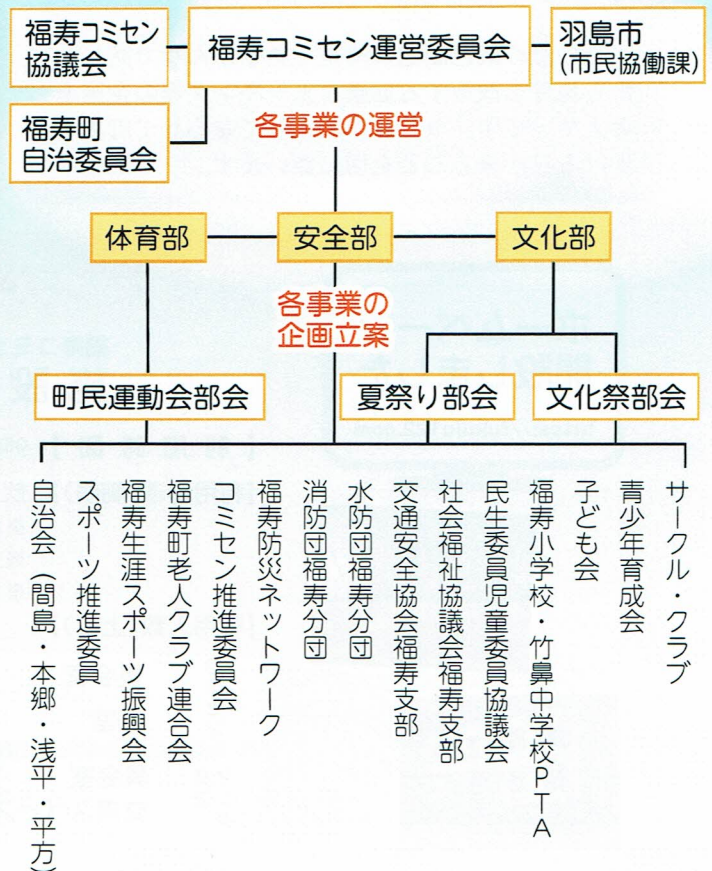 福寿コミセン
協議会
福寿コミセン運営委員会
羽島市
(市民協働課)
福寿町
自治委員会
各事業の運営
体育部
安全部
文化部
各事業の
企画立案
町民運動会部会
夏祭り部会
文化祭部会
自治会（間島・本郷・浅平・平方）
スポーツ推進委員
福寿生涯スポーツ振興会
福寿町老人クラブ連合会
コミセン推進委員会
福寿防災ネットワーク
消防団福寿分団
水防団福寿分団
交通安全協会福寿支部
社会福祉協議会福寿支部
民生委員児童委員協議会
福寿小学校・竹鼻中学校PTA
子ども会
青少年育成会
サークル・クラブ